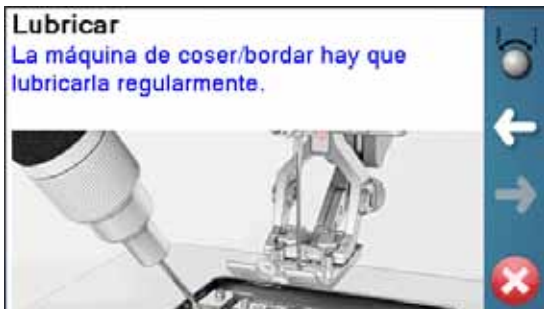 Lubricar
La máquina de coser/bordar hay que
lubricarla regularmente.